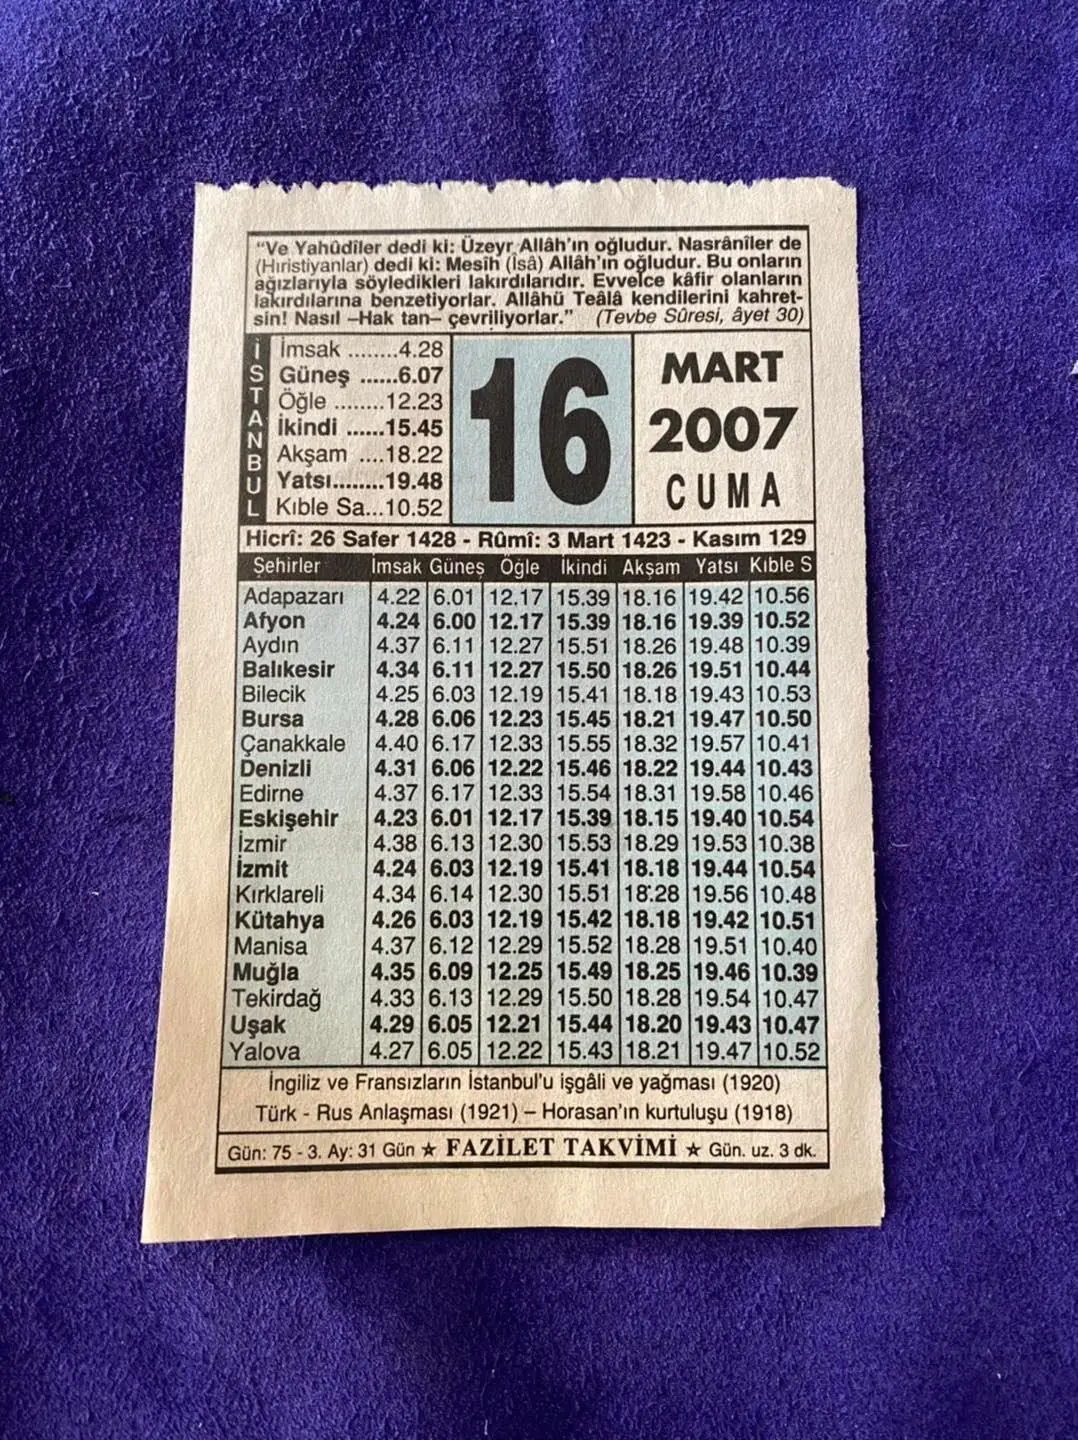 “Ve Yahûdîler dedi ki: Üzeyr Allâh’ın oğludur. Nasrânîler de
(Hıristiyanlar) dedi ki: Mesîh (Îsâ) Allâh’ın oğludur. Bu onların
ağızlarıyla söyledikleri lakırdılarıdır. Evvelce kâfir olanların
lakırdılarına benzetiyorlar. Allâhü Teâlâ kendilerini kahret-
sin! Nasıl –Hak tan– çevriliyorlar.” (Tevbe Sûresi, âyet 30)
İSTANBUL
İmsak ........4.28
Güneş ......6.07
Öğle ........12.23
İkindi ......15.45
Akşam ....18.22
Yatsı........19.48
Kıble Sa...10.52
16
MART
2007
CUMA
Hicrî: 26 Safer 1428 - Rûmî: 3 Mart 1423 - Kasım 129
Şehirler İmsak Güneş Öğle İkindi Akşam Yatsı Kıble S
Adapazarı 4.22 6.01 12.17 15.39 18.16 19.42 10.56
Afyon 4.24 6.00 12.17 15.39 18.16 19.39 10.52
Aydın 4.37 6.11 12.27 15.51 18.26 19.48 10.39
Balıkesir 4.34 6.11 12.27 15.50 18.26 19.51 10.44
Bilecik 4.25 6.03 12.19 15.41 18.18 19.43 10.53
Bursa 4.28 6.06 12.23 15.45 18.21 19.47 10.50
Çanakkale 4.40 6.17 12.33 15.55 18.32 19.57 10.41
Denizli 4.31 6.06 12.22 15.46 18.22 19.44 10.43
Edirne 4.37 6.17 12.33 15.54 18.31 19.58 10.46
Eskişehir 4.23 6.01 12.17 15.39 18.15 19.40 10.54
İzmir 4.38 6.13 12.30 15.53 18.29 19.53 10.38
İzmit 4.24 6.03 12.19 15.41 18.18 19.44 10.54
Kırklareli 4.34 6.14 12.30 15.51 18:28 19.56 10.48
Kütahya 4.26 6.03 12.19 15.42 18.18 19.42 10.51
Manisa 4.37 6.12 12.29 15.52 18.28 19.51 10.40
Muğla 4.35 6.09 12.25 15.49 18.25 19.46 10.39
Tekirdağ 4.33 6.13 12.29 15.50 18.28 19.54 10.47
Uşak 4.29 6.05 12.21 15.44 18.20 19.43 10.47
Yalova 4.27 6.05 12.22 15.43 18.21 19.47 10.52
İngiliz ve Fransızların İstanbul’u işgâli ve yağması (1920)
Türk - Rus Anlaşması (1921) – Horasan’ın kurtuluşu (1918)
Gün: 75 - 3. Ay: 31 Gün ★ FAZİLET TAKVİMİ ★ Gün. uz. 3 dk.